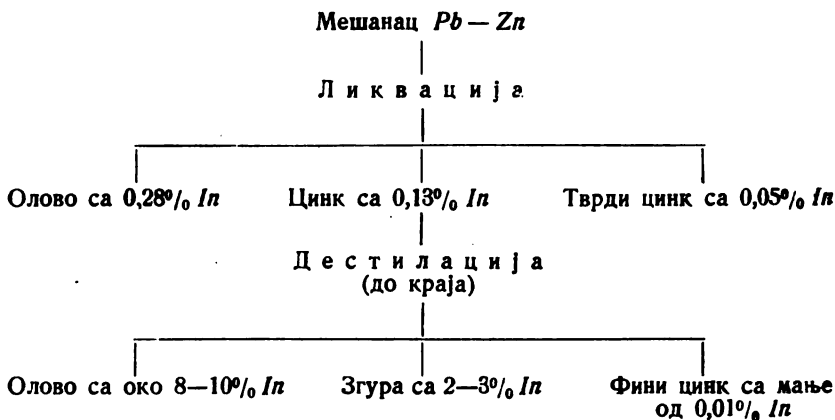 Мешанац Pb — Zn
Ликвација
Олово са 0,28% In Цинк са 0,13% In Тврди цинк са 0,05% In
Дестилација
(до краја)
Олово са око 8—10% In Згура са 2—3% In Фини цинк са мање
од 0,01% In